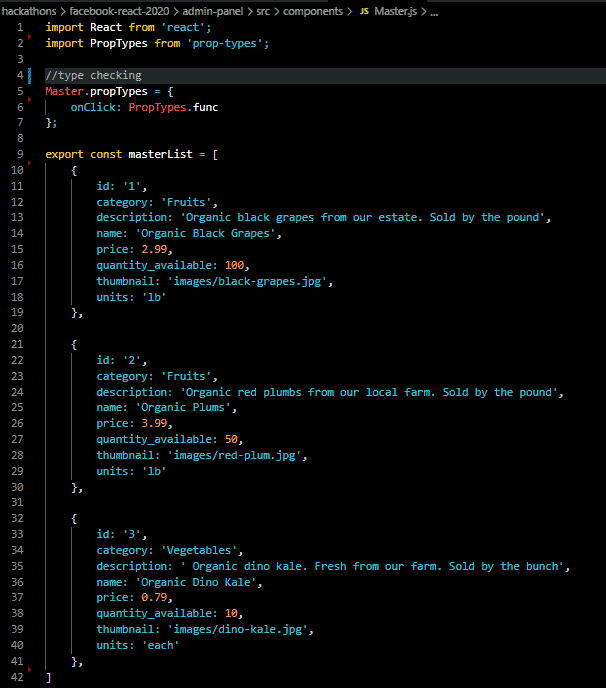 hackathons > facebook-react-2020 > admin-panel > src > components > JS Master.js > ...
1 import React from 'react';
2 import PropTypes from 'prop-types';
3
4 //type checking
5 Master.propTypes = {
6 onClick: PropTypes.func
7 };
8
9 export const masterList = [
10 {
11 id: '1',
12 category: 'Fruits',
13 description: 'Organic black grapes from our estate. Sold by the pound',
14 name: 'Organic Black Grapes',
15 price: 2.99,
16 quantity_available: 100,
17 thumbnail: 'images/black-grapes.jpg',
18 units: 'lb'
19 },
20
21 {
22 id: '2',
23 category: 'Fruits',
24 description: 'Organic red plumbs from our local farm. Sold by the pound',
25 name: 'Organic Plums',
26 price: 3.99,
27 quantity_available: 50,
28 thumbnail: 'images/red-plum.jpg',
29 units: 'lb'
30 },
31
32 {
33 id: '3',
34 category: 'Vegetables',
35 description: ' Organic dino kale. Fresh from our farm. Sold by the bunch',
36 name: 'Organic Dino Kale',
37 price: 0.79,
38 quantity_available: 10,
39 thumbnail: 'images/dino-kale.jpg',
40 units: 'each'
41 },
42 ]